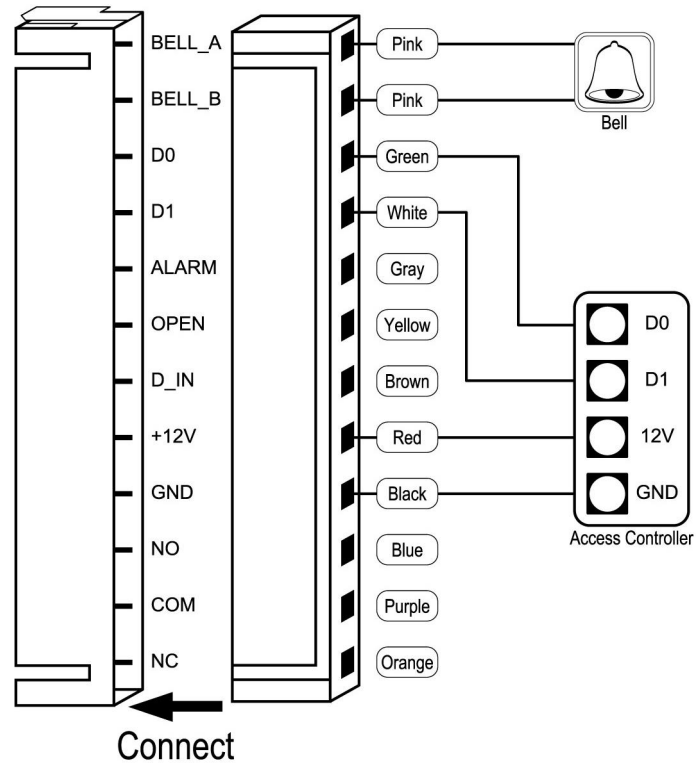 BELL_A
Pink
BELL_B
Pink
Bell
D0
Green
D1
White
ALARM
Gray
OPEN
Yellow
D0
D_IN
Brown
D1
+12V
Red
12V
GND
Black
GND
Access Controller
NO
Blue
COM
Purple
NC
Orange
Connect